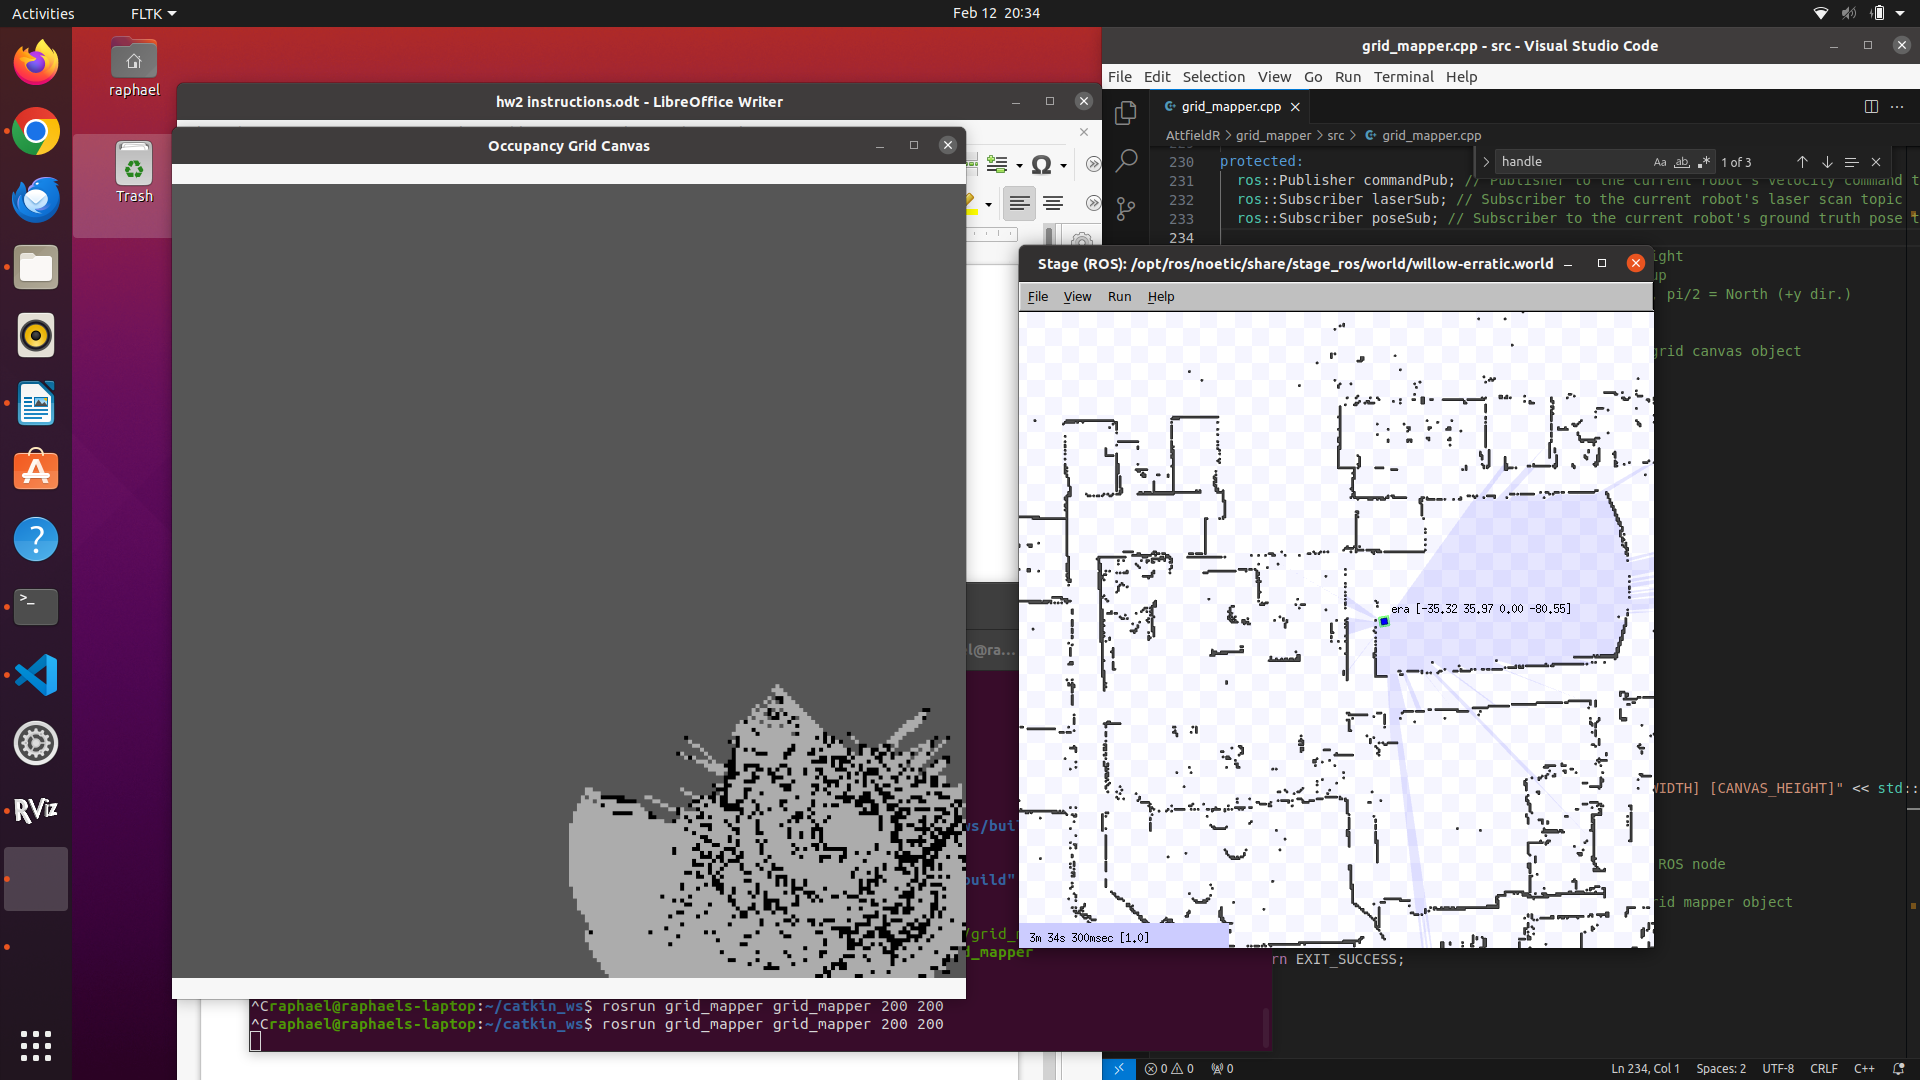 Activities
FLTK
Feb 12 20:34
raphael
Trash
RViz
hw2 instructions.odt - LibreOffice Writer
Occupancy Grid Canvas
grid_mapper.cpp - src - Visual Studio Code
File Edit Selection View Go Run Terminal Help
grid_mapper.cpp
AttfieldR > grid_mapper > src > grid_mapper.cpp
handle
1 of 3
230 protected:
231 ros::Publisher commandPub; // Publisher to the current robot's velocity command t
232 ros::Subscriber laserSub; // Subscriber to the current robot's laser scan topic
233 ros::Subscriber poseSub; // Subscriber to the current robot's ground truth pose t
234
ight
up
pi/2 = North (+y dir.)
grid canvas object
WIDTH] [CANVAS_HEIGHT]" << std::
ROS node
rid mapper object
rn EXIT_SUCCESS;
Stage (ROS): /opt/ros/noetic/share/stage_ros/world/willow-erratic.world
File View Run Help
era [-35.32 35.97 0.00 -80.55]
3m 34s 300msec [1.0]
el@ra...
ws/buil
build"
/grid_m
d_mapper
^Craphael@raphaels-laptop:~/catkin_ws$ rosrun grid_mapper grid_mapper 200 200
^Craphael@raphaels-laptop:~/catkin_ws$ rosrun grid_mapper grid_mapper 200 200
0 0 0
Ln 234, Col 1 Spaces: 2 UTF-8 CRLF C++